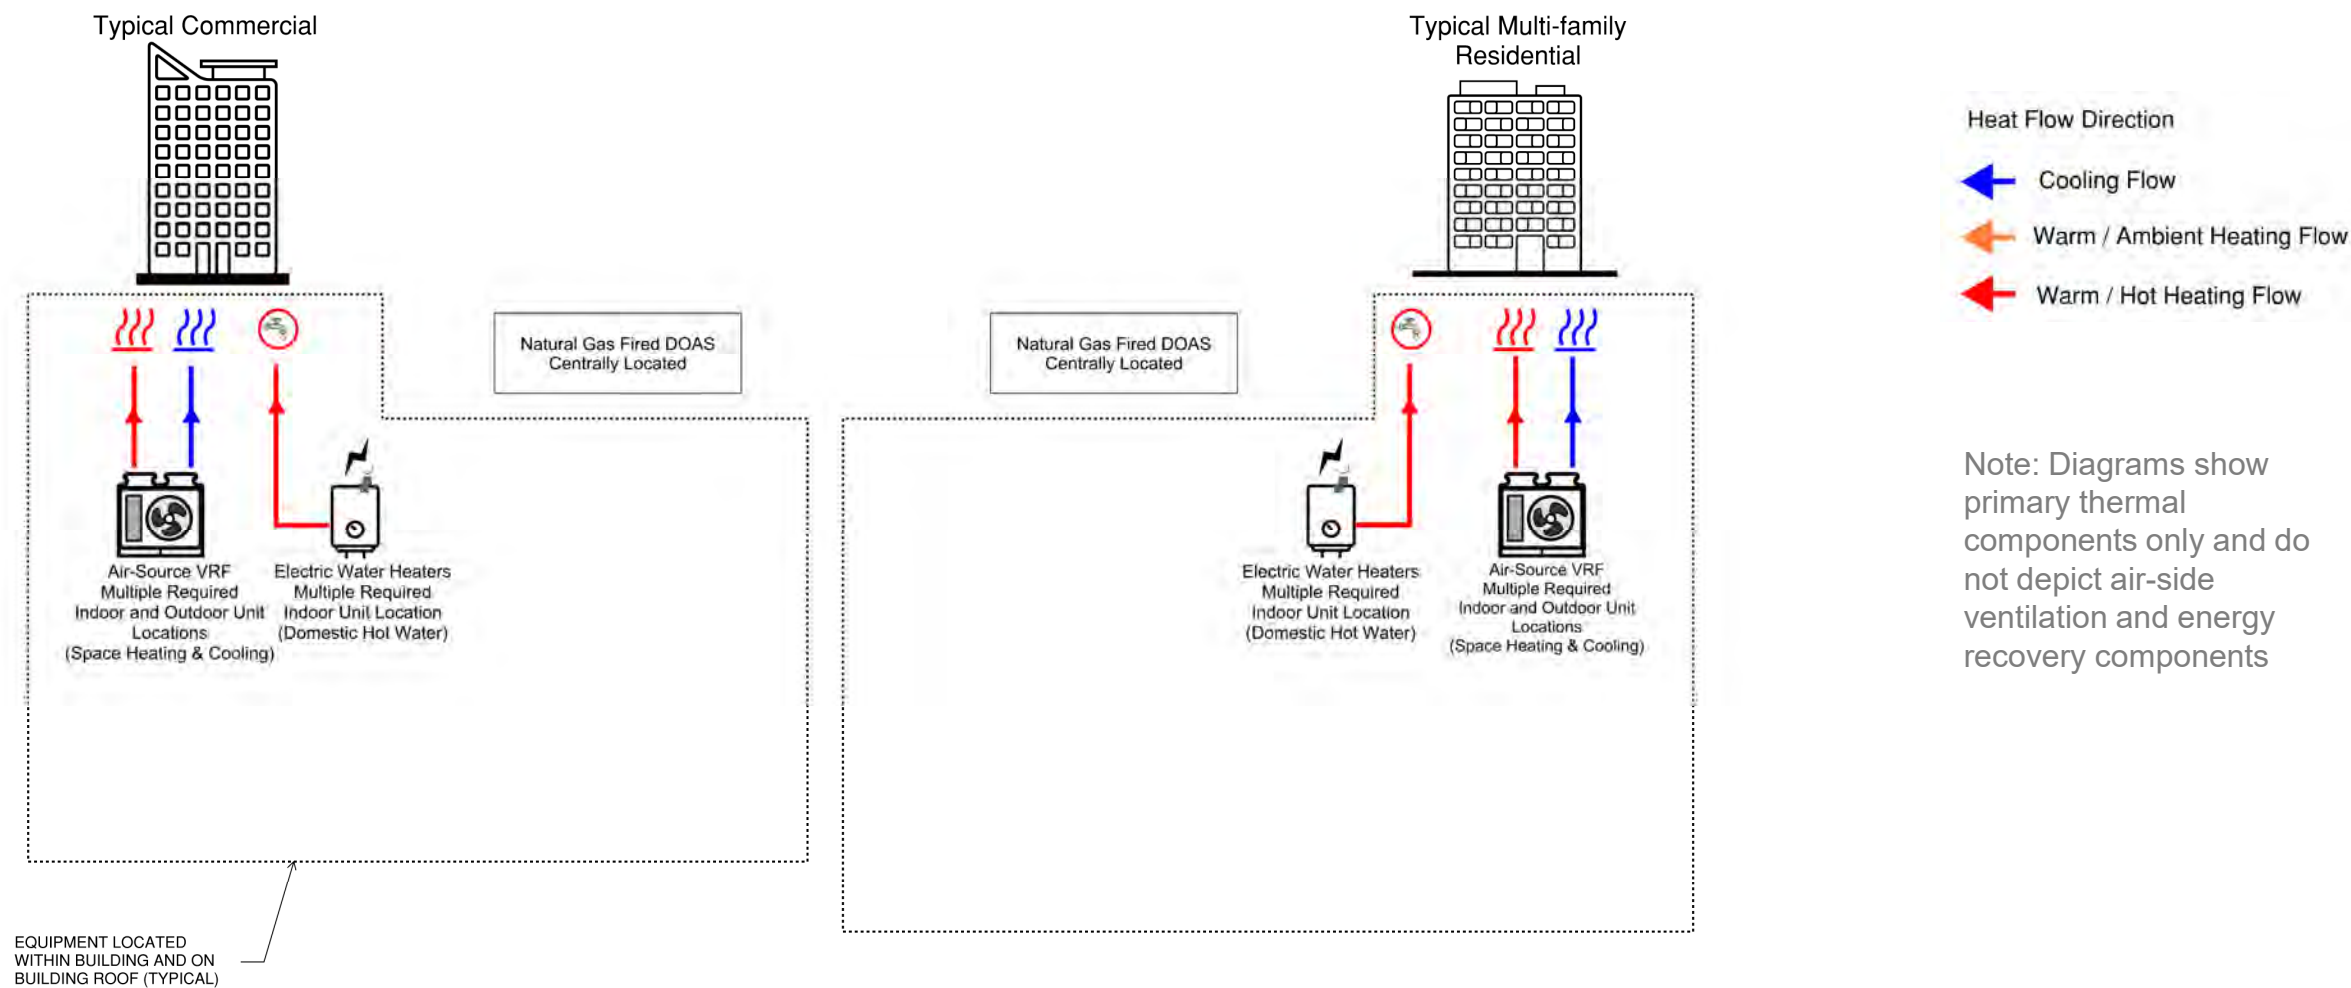 Typical Commercial
Typical Multi-family
Residential
Heat Flow Direction
Cooling Flow
Warm / Ambient Heating Flow
Warm / Hot Heating Flow
Natural Gas Fired DOAS
Centrally Located
Natural Gas Fired DOAS
Centrally Located
Air-Source VRF
Multiple Required
Indoor and Outdoor Unit
Locations
(Space Heating & Cooling)
Electric Water Heaters
Multiple Required
Indoor Unit Location
(Domestic Hot Water)
Electric Water Heaters
Multiple Required
Indoor Unit Location
(Domestic Hot Water)
Air-Source VRF
Multiple Required
Indoor and Outdoor Unit
Locations
(Space Heating & Cooling)
Note: Diagrams show
primary thermal
components only and do
not depict air-side
ventilation and energy
recovery components
EQUIPMENT LOCATED
WITHIN BUILDING AND ON
BUILDING ROOF (TYPICAL)